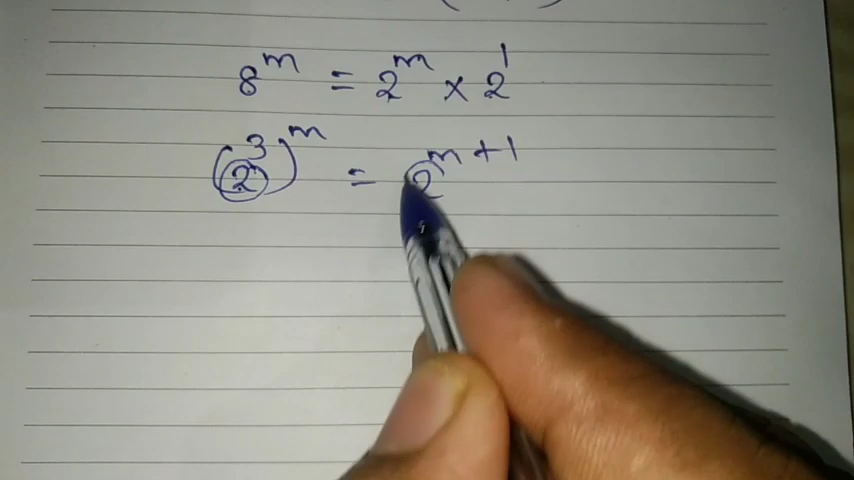 8^m = 2^m × 2^1
(2^3)^m = 2^(m+1)